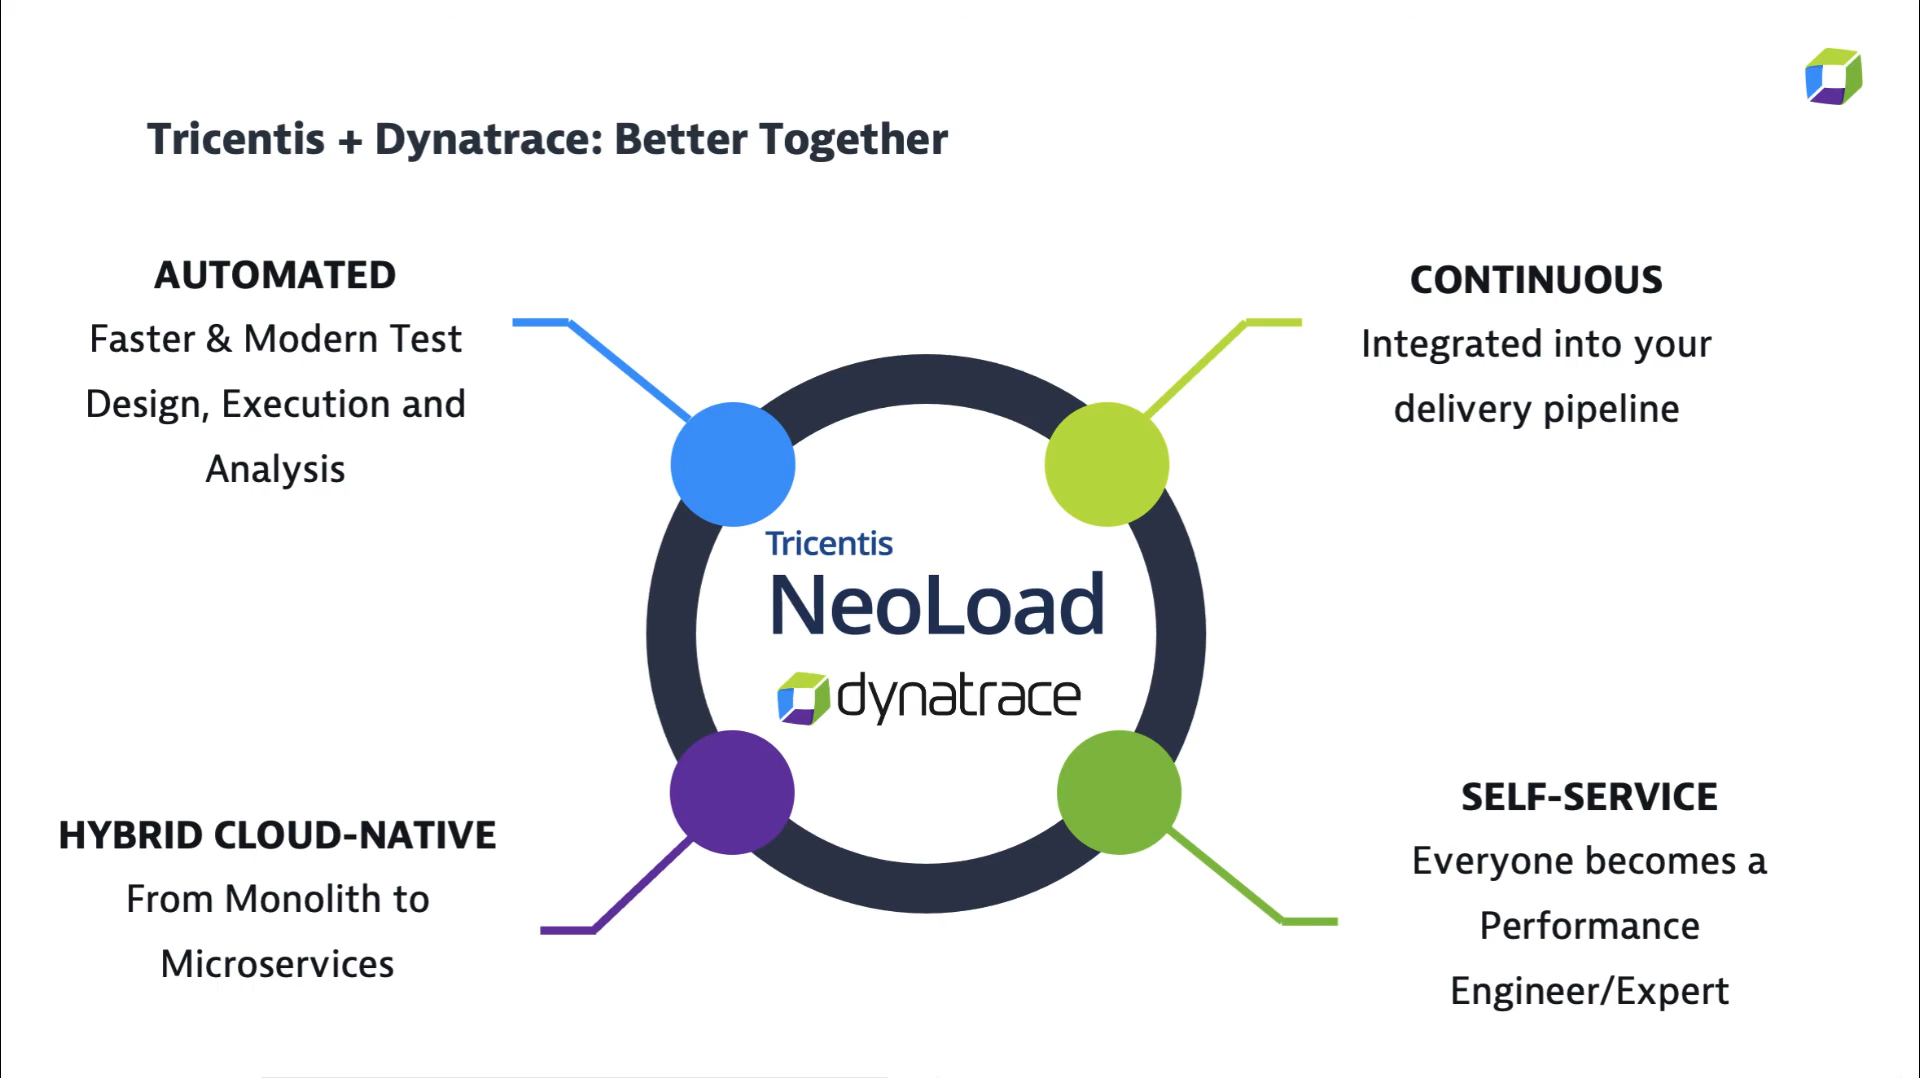 Tricentis + Dynatrace: Better Together
AUTOMATED
Faster & Modern Test
Design, Execution and
Analysis
CONTINUOUS
Integrated into your
delivery pipeline
Tricentis
NeoLoad
dynatrace
HYBRID CLOUD-NATIVE
From Monolith to
Microservices
SELF-SERVICE
Everyone becomes a
Performance
Engineer/Expert